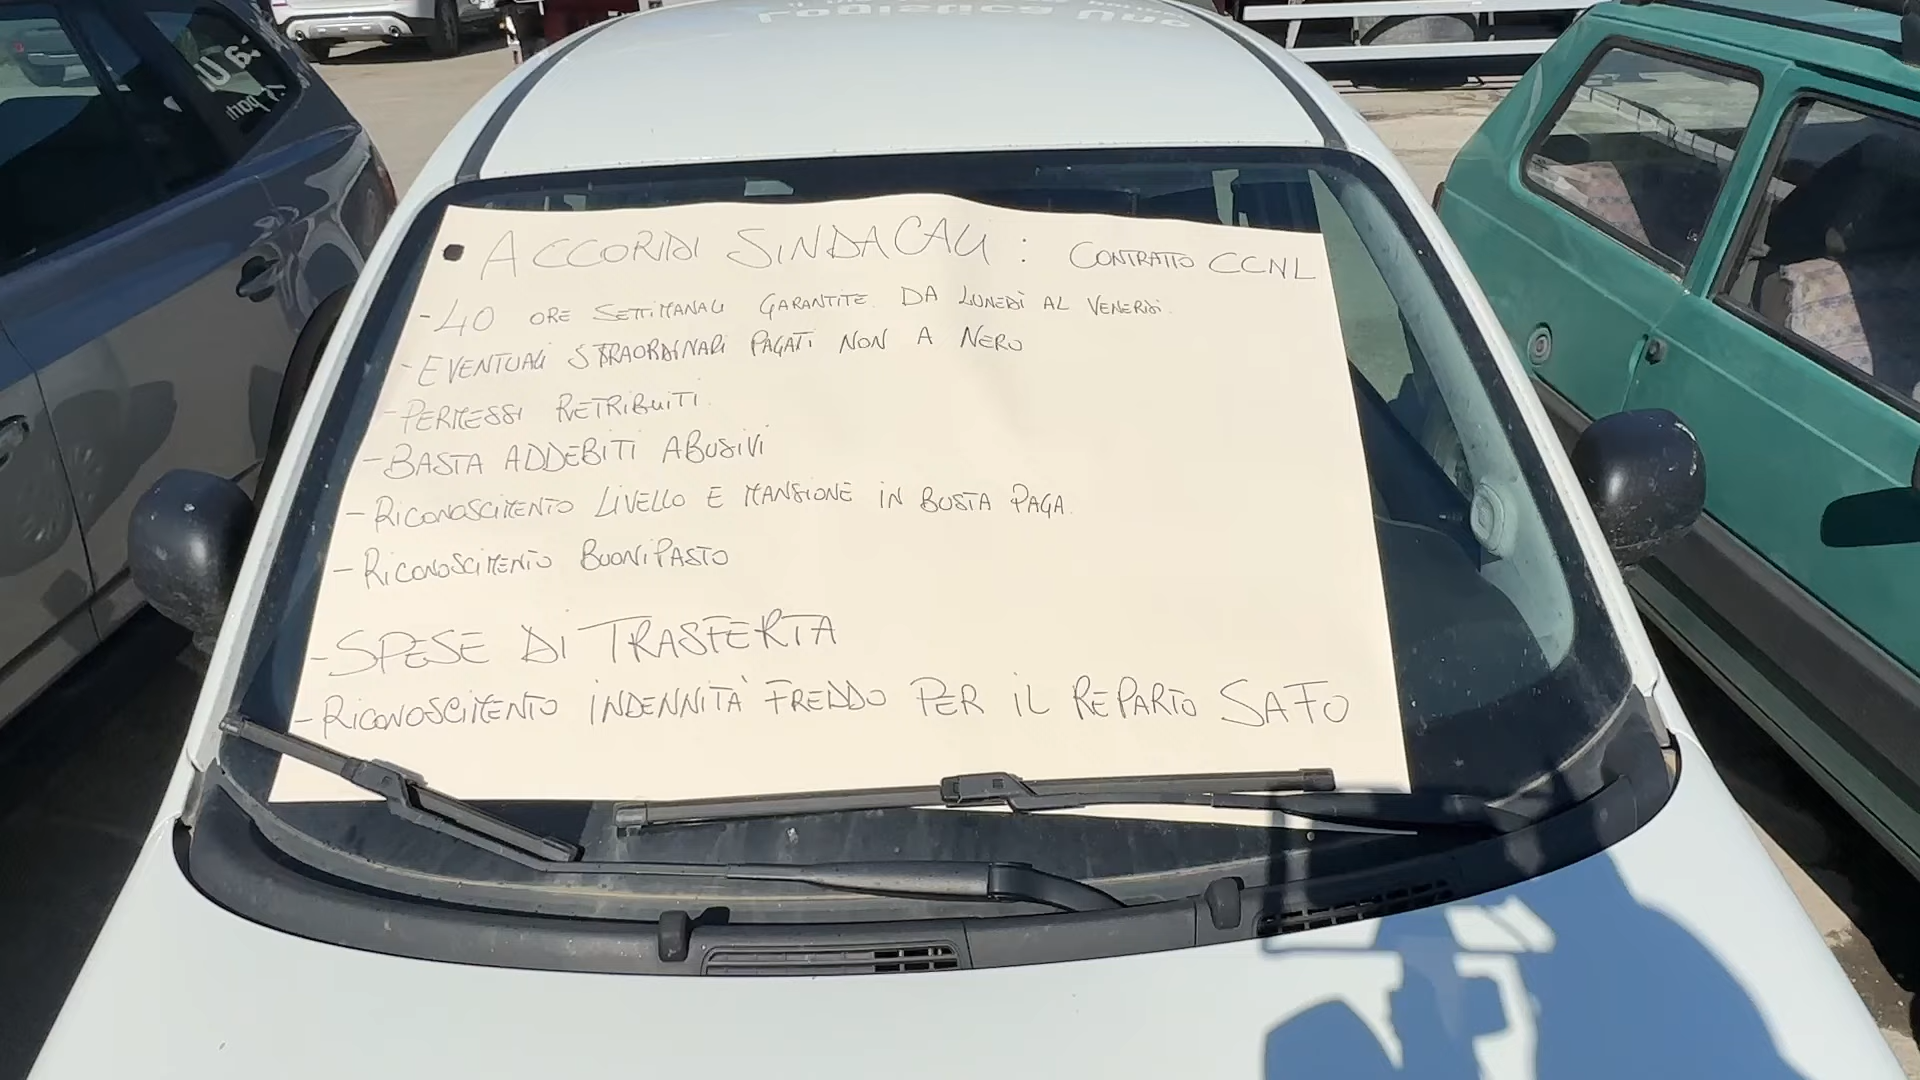 Logistica Uno
• ACCORDI SINDACALI : CONTRATTO CCNL
- 40 ORE SETTIMANALI GARANTITE DA LUNEDÌ AL VENERDÌ.
- EVENTUALI STRAORDINARI PAGATI NON A NERO
- PERMESSI RETRIBUITI.
- BASTA ADDEBITI ABUSIVI
- RICONOSCIMENTO LIVELLO E MANSIONE IN BUSTA PAGA.
- RICONOSCIMENTO BUONI PASTO
- SPESE DI TRASFERTA
- RICONOSCIMENTO INDENNITÀ FREDDO PER IL REPARTO SAFO